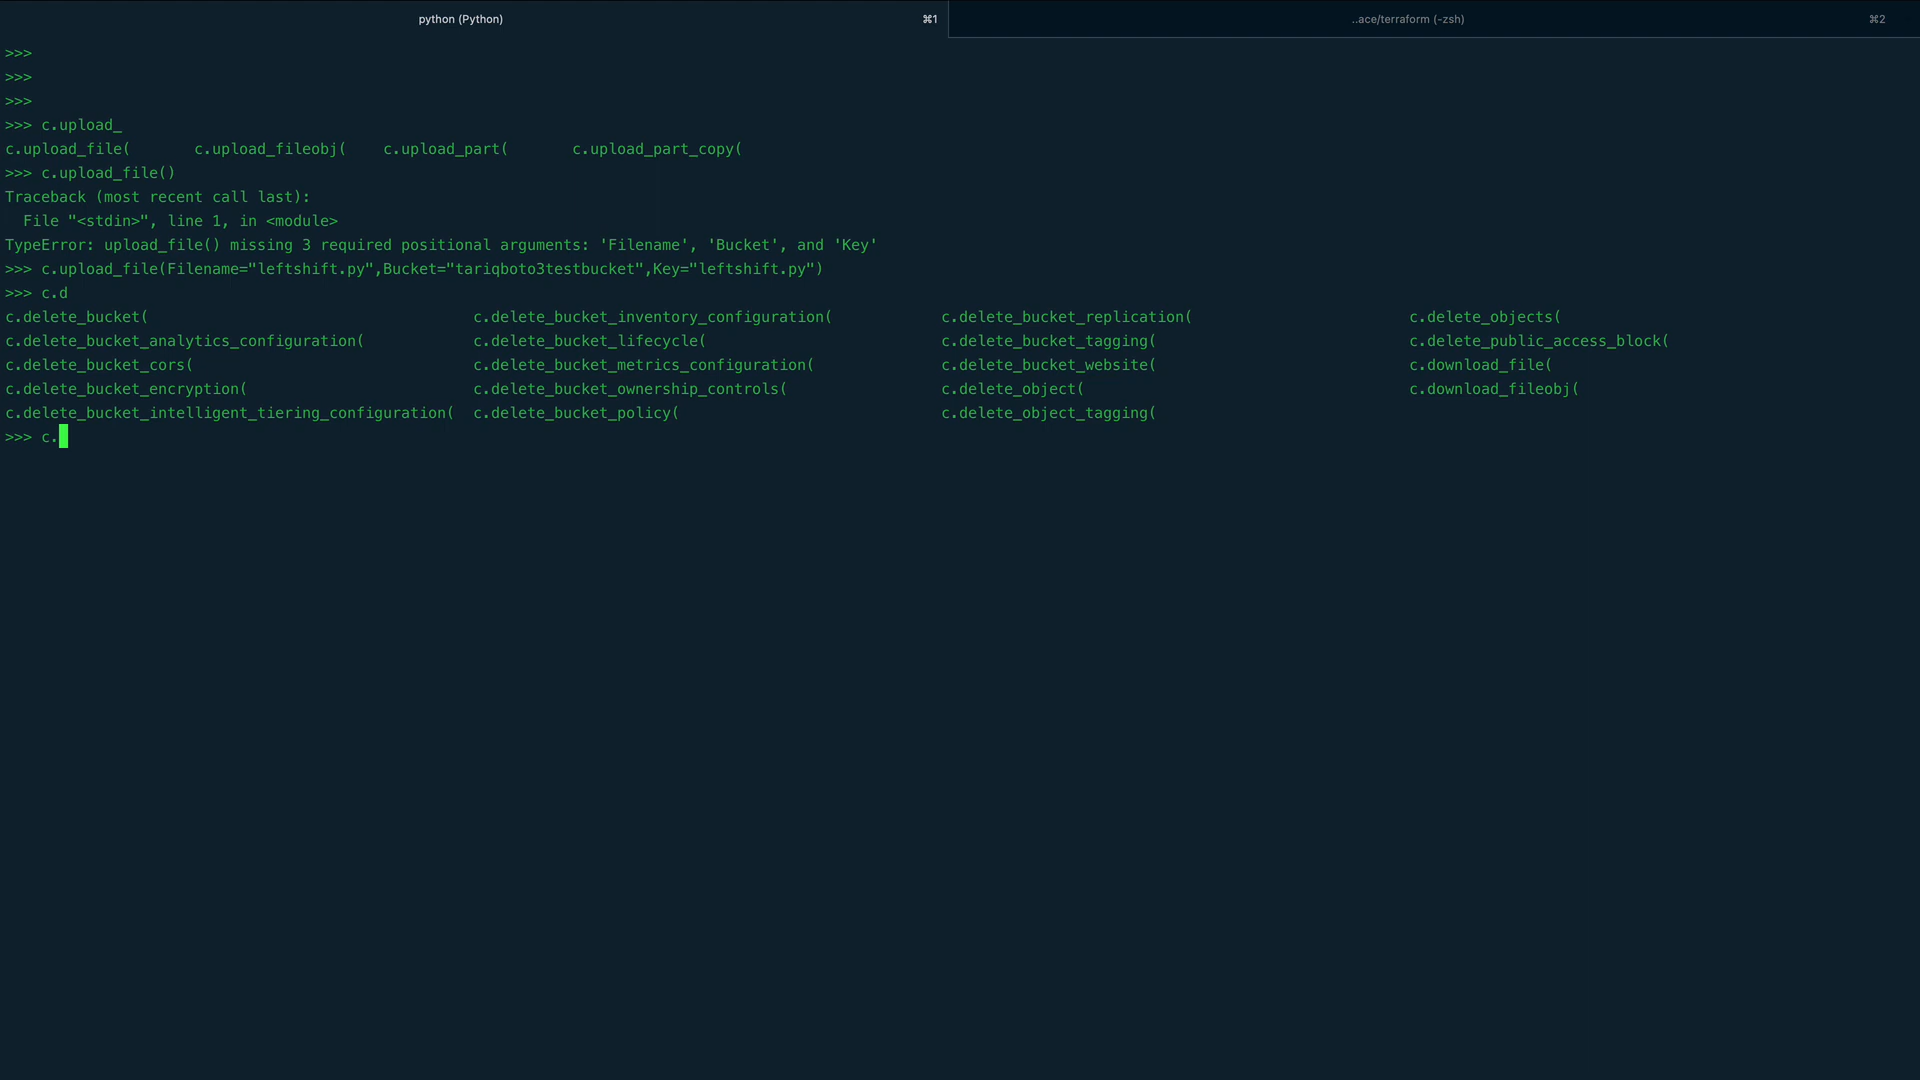 python (Python) ⌘1 ..ace/terraform (-zsh) ⌘2
>>>
>>>
>>>
>>> c.upload_
c.upload_file( c.upload_fileobj( c.upload_part( c.upload_part_copy(
>>> c.upload_file()
Traceback (most recent call last):
  File "<stdin>", line 1, in <module>
TypeError: upload_file() missing 3 required positional arguments: 'Filename', 'Bucket', and 'Key'
>>> c.upload_file(Filename="leftshift.py",Bucket="tariqboto3testbucket",Key="leftshift.py")
>>> c.d
c.delete_bucket( c.delete_bucket_inventory_configuration( c.delete_bucket_replication( c.delete_objects(
c.delete_bucket_analytics_configuration( c.delete_bucket_lifecycle( c.delete_bucket_tagging( c.delete_public_access_block(
c.delete_bucket_cors( c.delete_bucket_metrics_configuration( c.delete_bucket_website( c.download_file(
c.delete_bucket_encryption( c.delete_bucket_ownership_controls( c.delete_object( c.download_fileobj(
c.delete_bucket_intelligent_tiering_configuration( c.delete_bucket_policy( c.delete_object_tagging(
>>> c.